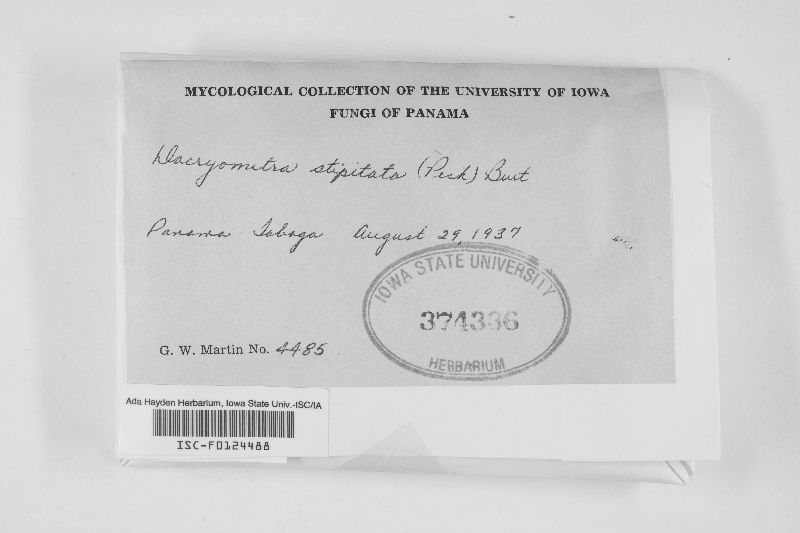 MYCOLOGICAL COLLECTION OF THE UNIVERSITY OF IOWA
FUNGI OF PANAMA
Dacryomitra stipitata (Peck) Burt
Panama Taboga August 29, 1937
IOWA STATE UNIVERSITY
374336
HERBARIUM
G. W. Martin No. 4485
Ada Hayden Herbarium, Iowa State Univ.-ISC/IA
ISC-F0124488